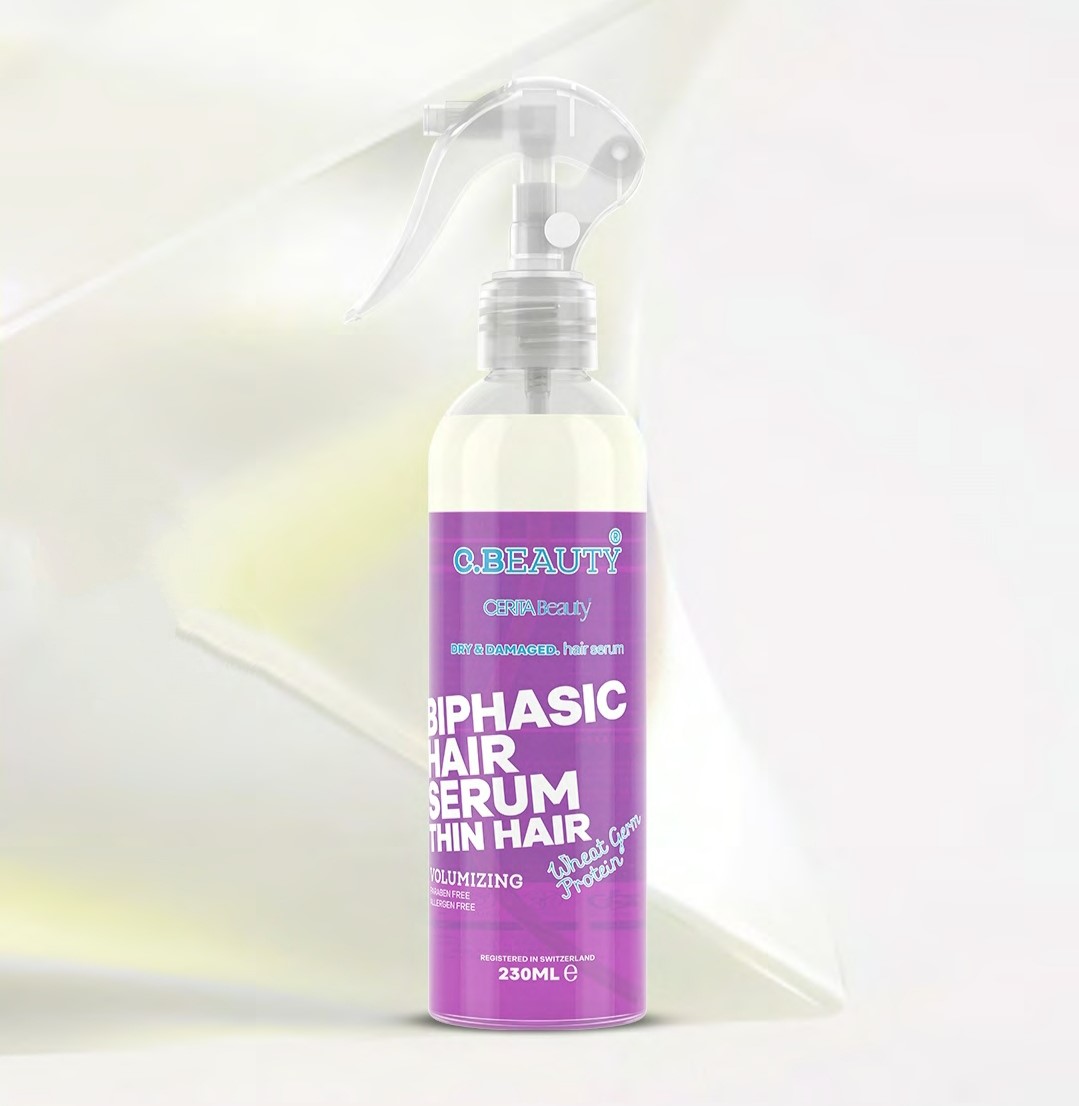 C.BEAUTY®
CERITA Beauty
DRY & DAMAGED. hair serum
BIPHASIC
HAIR
SERUM
THIN HAIR
Wheat Germ
Protein
VOLUMIZING
PARABEN FREE
ALLERGEN FREE
REGISTERED IN SWITZERLAND
230ML ℮